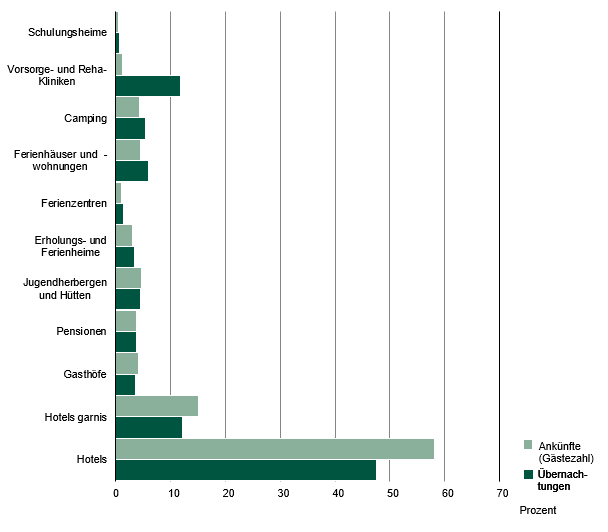 Schulungsheime
Vorsorge- und Reha-
Kliniken
Camping
Ferienhäuser und -
wohnungen
Ferienzentren
Erholungs- und
Ferienheime
Jugendherbergen
und Hütten
Pensionen
Gasthöfe
Hotels garnis
Hotels
0 10 20 30 40 50 60 70
Prozent
Ankünfte
(Gästezahl)
Übernach-
tungen